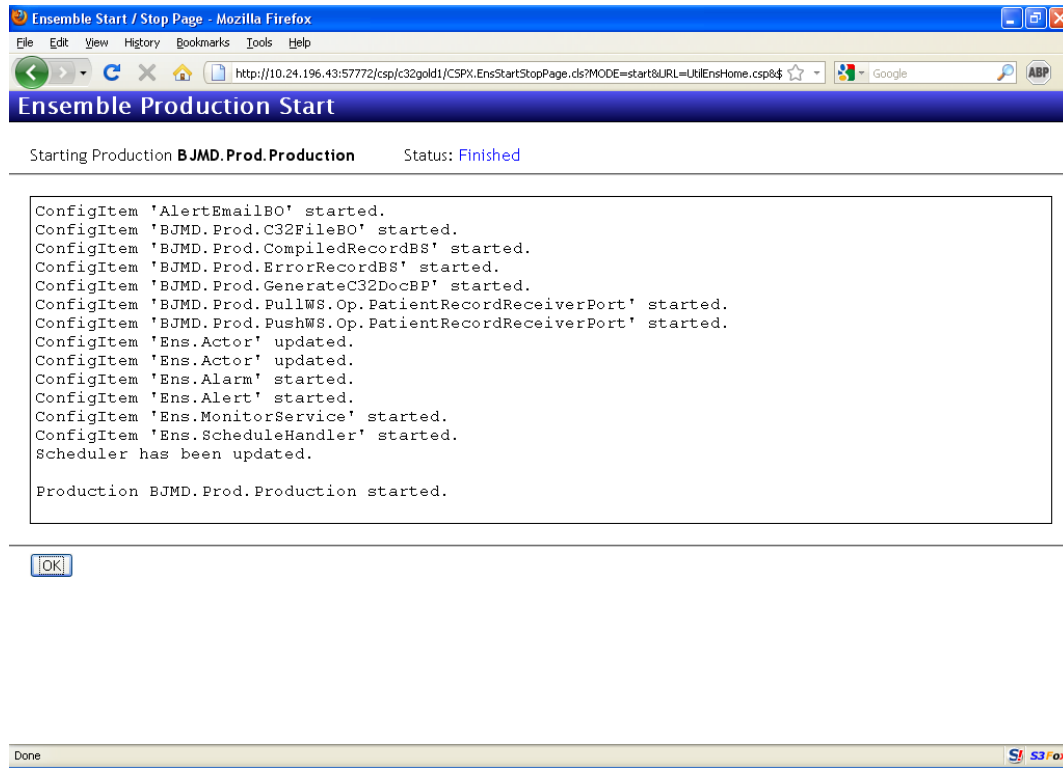 Ensemble Start / Stop Page - Mozilla Firefox
File Edit View History Bookmarks Tools Help
http://10.24.196.43:57772/csp/c32gold1/CSPX.EnsStartStopPage.cls?MODE=start&URL=UtilEnsHome.csp&$ Google ABP
Ensemble Production Start
Starting Production BJMD.Prod.Production Status: Finished
ConfigItem 'AlertEmailBO' started.
ConfigItem 'BJMD.Prod.C32FileBO' started.
ConfigItem 'BJMD.Prod.CompiledRecordBS' started.
ConfigItem 'BJMD.Prod.ErrorRecordBS' started.
ConfigItem 'BJMD.Prod.GenerateC32DocBP' started.
ConfigItem 'BJMD.Prod.PullWS.Op.PatientRecordReceiverPort' started.
ConfigItem 'BJMD.Prod.PushWS.Op.PatientRecordReceiverPort' started.
ConfigItem 'Ens.Actor' updated.
ConfigItem 'Ens.Actor' updated.
ConfigItem 'Ens.Alarm' started.
ConfigItem 'Ens.Alert' started.
ConfigItem 'Ens.MonitorService' started.
ConfigItem 'Ens.ScheduleHandler' started.
Scheduler has been updated.
Production BJMD.Prod.Production started.
OK
Done S! S3Fox